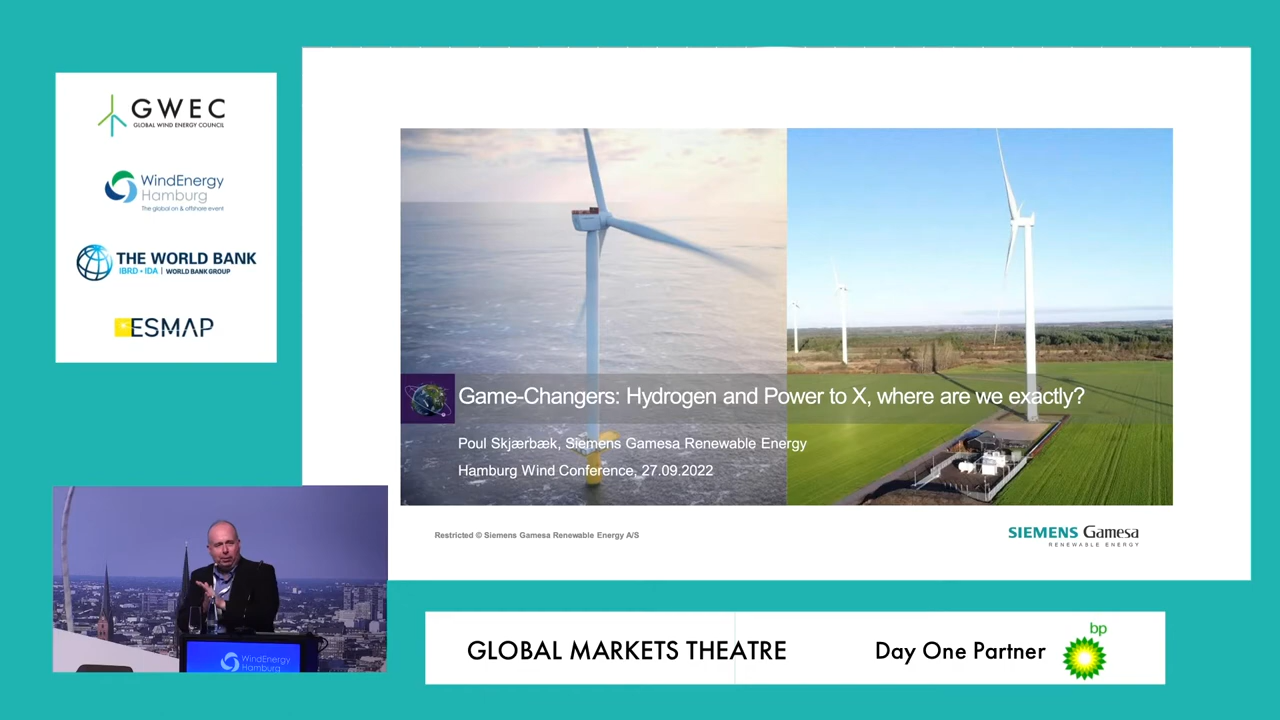 GWEC
GLOBAL WIND ENERGY COUNCIL
WindEnergy
Hamburg
The global on & offshore event
THE WORLD BANK
IBRD • IDA | WORLD BANK GROUP
ESMAP
Game-Changers: Hydrogen and Power to X, where are we exactly?
Poul Skjærbæk, Siemens Gamesa Renewable Energy
Hamburg Wind Conference, 27.09.2022
Restricted © Siemens Gamesa Renewable Energy A/S
SIEMENS Gamesa
RENEWABLE ENERGY
WindEnergy
Hamburg
GLOBAL MARKETS THEATRE
Day One Partner
bp